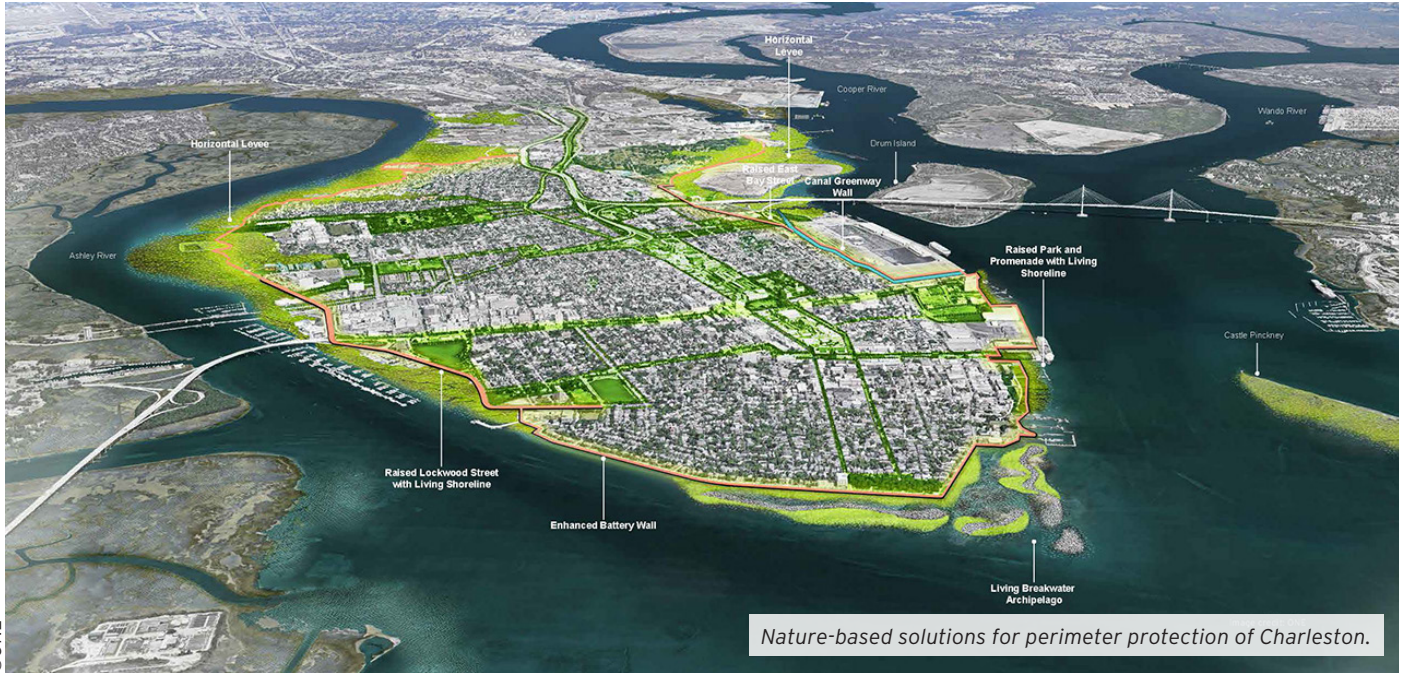 Horizontal
Levee
Cooper River
Wando River
Horizontal Levee
Drum Island
Raised East
Bay Street
Canal Greenway
Wall
Ashley River
Raised Park and
Promenade with Living
Shoreline
Castle Pinckney
Raised Lockwood Street
with Living Shoreline
Enhanced Battery Wall
Living Breakwater
Archipelago
Nature-based solutions for perimeter protection of Charleston.